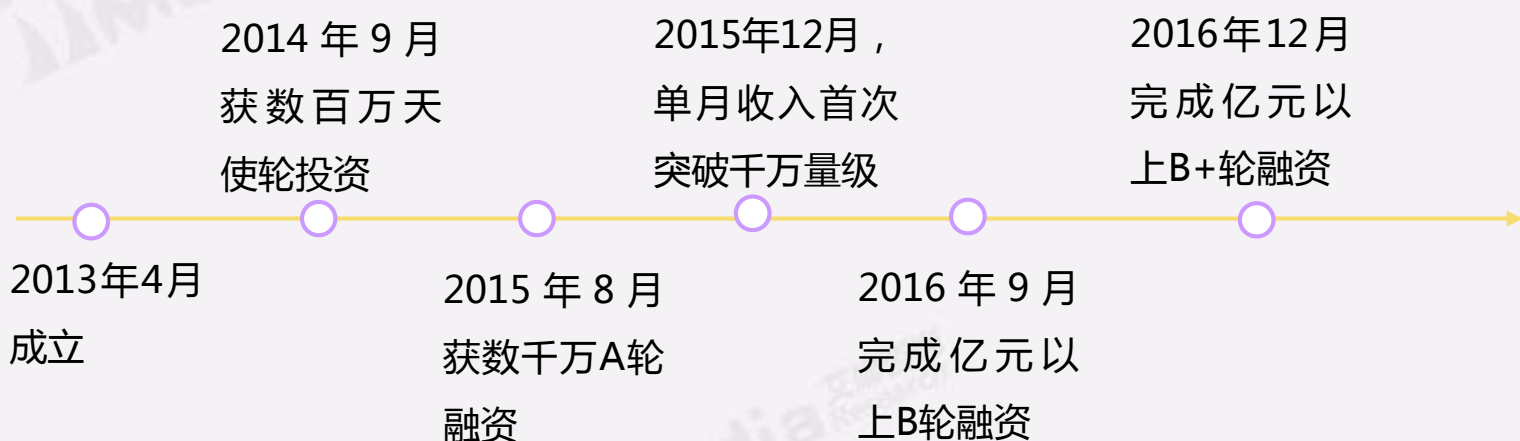 2014 年 9 月
获数百万天
使轮投资
2015年12月，
单月收入首次
突破千万量级
2016年12月
完成亿元以
上B+轮融资
2013年4月
成立
2015 年 8 月
获数千万A轮
融资
2016 年 9 月
完成亿元以
上B轮融资